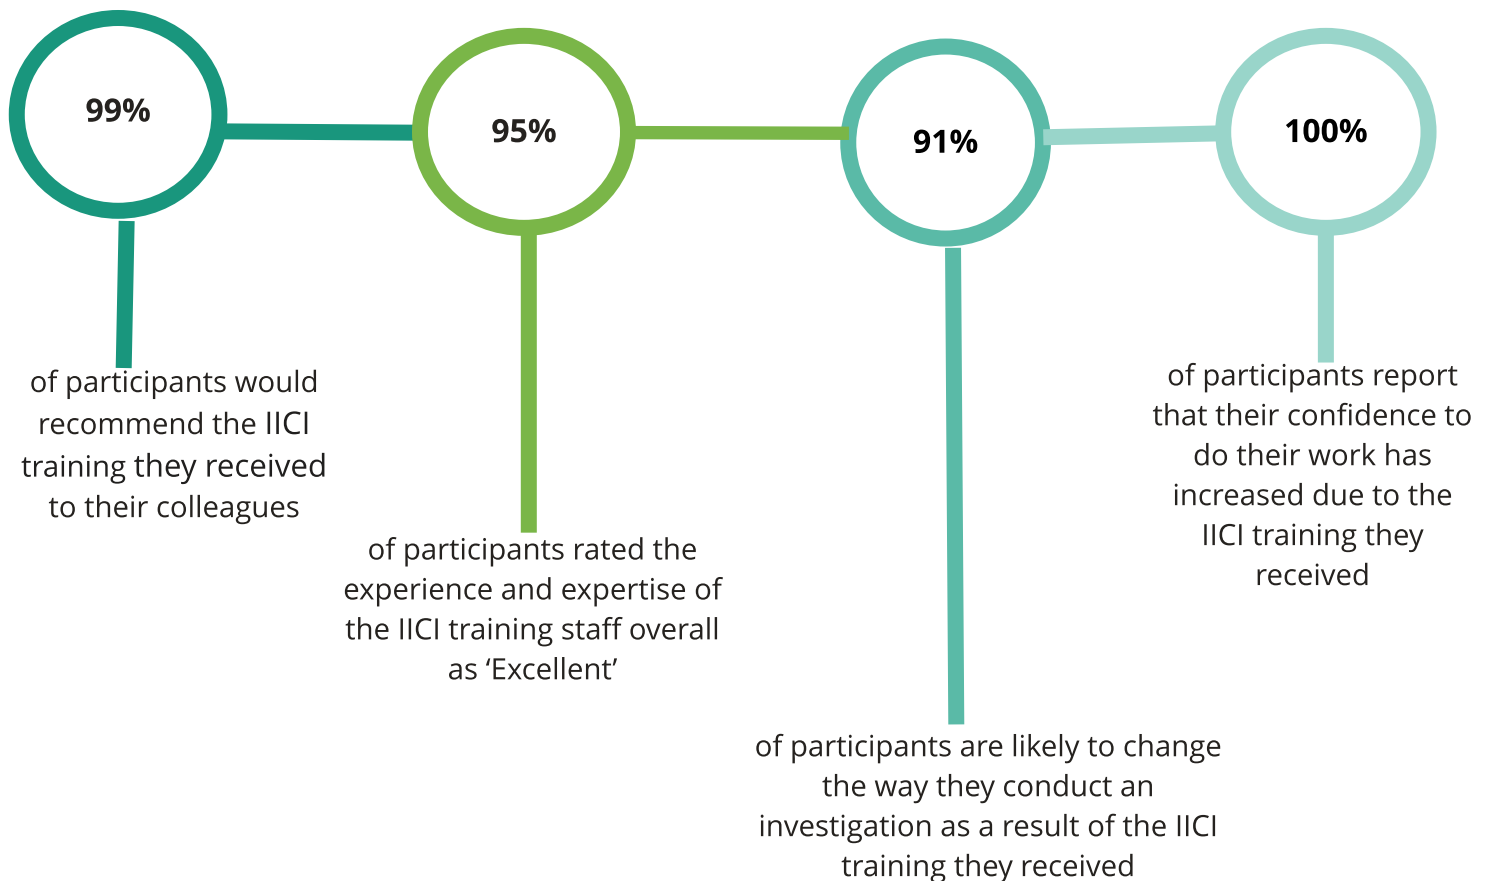 99%
of participants would
recommend the IICI
training they received
to their colleagues
95%
of participants rated the
experience and expertise of
the IICI training staff overall
as ‘Excellent’
91%
of participants are likely to change
the way they conduct an
investigation as a result of the IICI
training they received
100%
of participants report
that their confidence to
do their work has
increased due to the
IICI training they
received